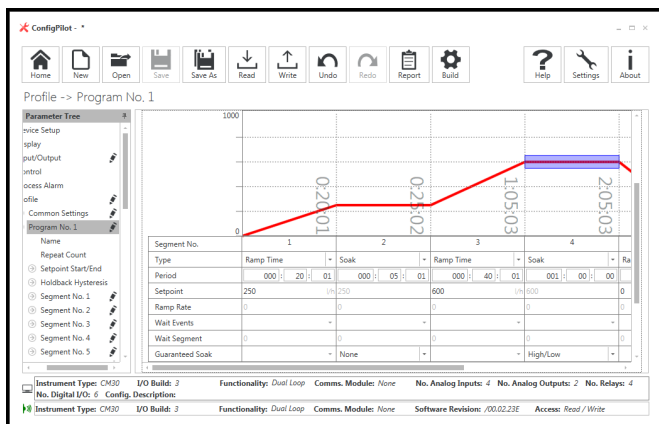 ConfigPilot - *
Home New Open Save Save As Read Write Undo Redo Report Build Help Settings About
Profile -> Program No. 1
Parameter Tree
evice Setup
splay
put/Output
ontrol
ocess Alarm
ofile
Common Settings
Program No. 1
Name
Repeat Count
Setpoint Start/End
Holdback Hysteresis
Segment No. 1
Segment No. 2
Segment No. 3
Segment No. 4
Segment No. 5
1000
0
0:20:01 0:25:02 1:05:03 2:05:03
Segment No. 1 2 3 4
Type Ramp Time Soak Ramp Time Soak Ra
Period 000 : 20 : 01 000 : 05 : 01 000 : 40 : 01 001 : 00 : 00
Setpoint 250 l/h 250 600 l/h 600 0
Ramp Rate 0 0 0 0 0
Wait Events
Wait Segment 0 0 0 0 0
Guaranteed Soak None High/Low
Instrument Type: CM30 I/O Build: 3 Functionality: Dual Loop Comms. Module: None No. Analog Inputs: 4 No. Analog Outputs: 2 No. Relays: 4
No. Digital I/O: 6 Config. Description:
Instrument Type: CM30 I/O Build: 3 Functionality: Dual Loop Comms. Module: None Software Revision: /00.02.23E Access: Read / Write